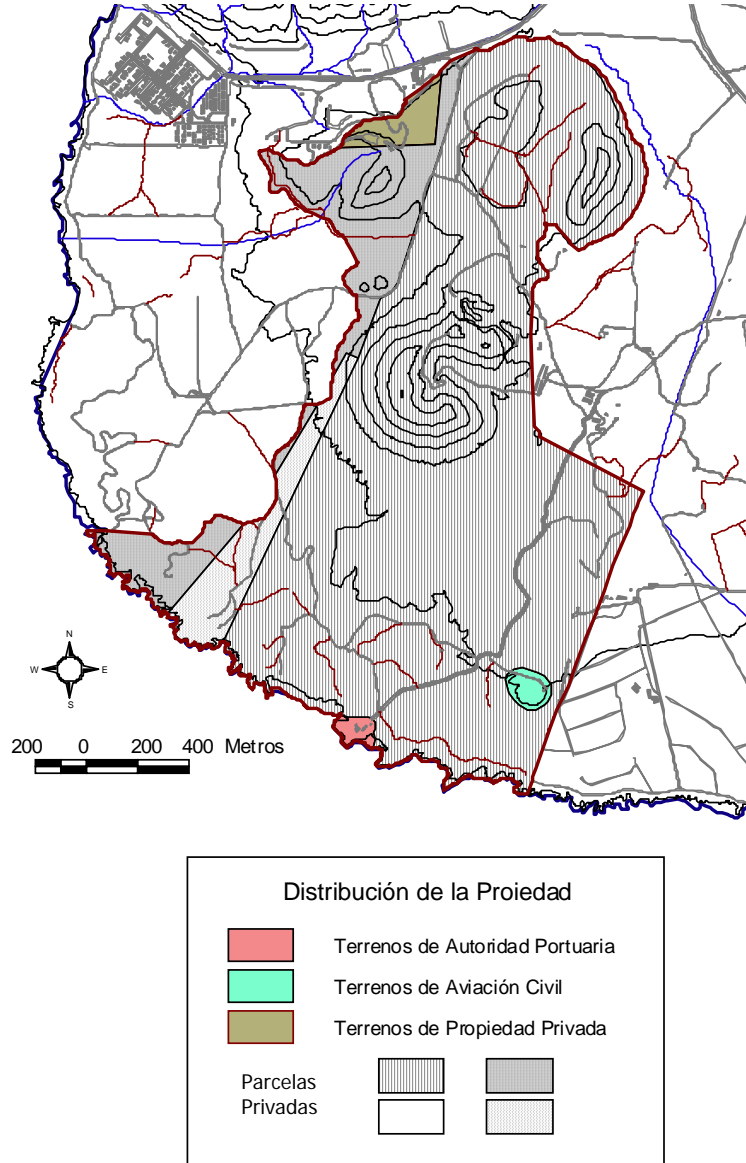 N
W E
S
200 0 200 400 Metros
Distribución de la Proiedad
Terrenos de Autoridad Portuaria
Terrenos de Aviación Civil
Terrenos de Propiedad Privada
Parcelas
Privadas